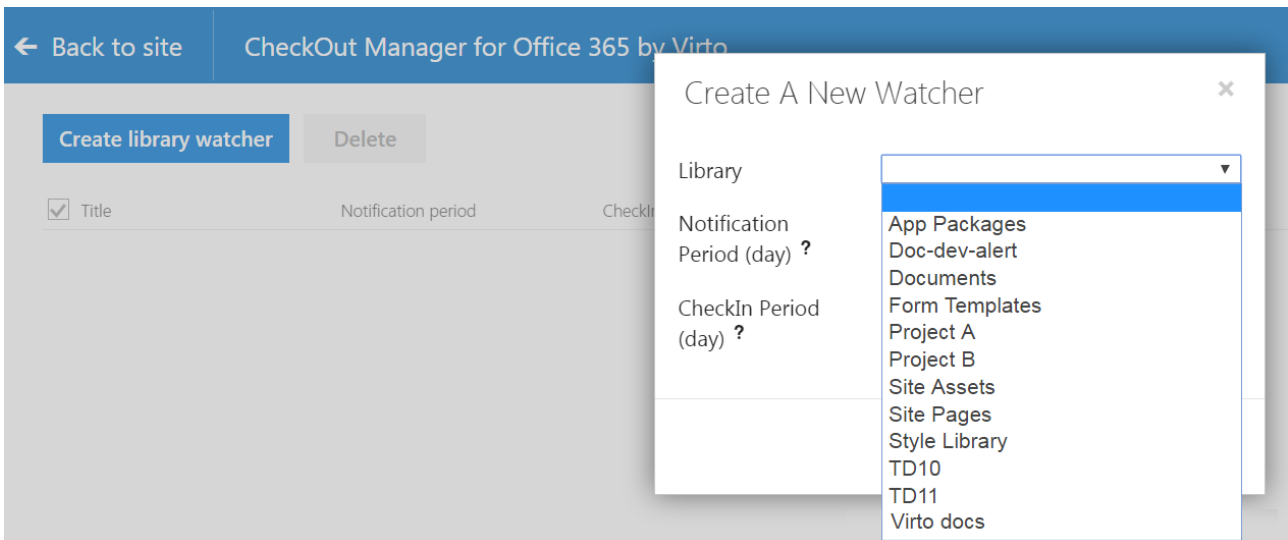 ← Back to site
CheckOut Manager for Office 365 by Virto
Create library watcher
Delete
Title
Notification period
Create A New Watcher
×
Library
Notification
Period (day) ?
CheckIn Period
(day) ?
App Packages
Doc-dev-alert
Documents
Form Templates
Project A
Project B
Site Assets
Site Pages
Style Library
TD10
TD11
Virto docs